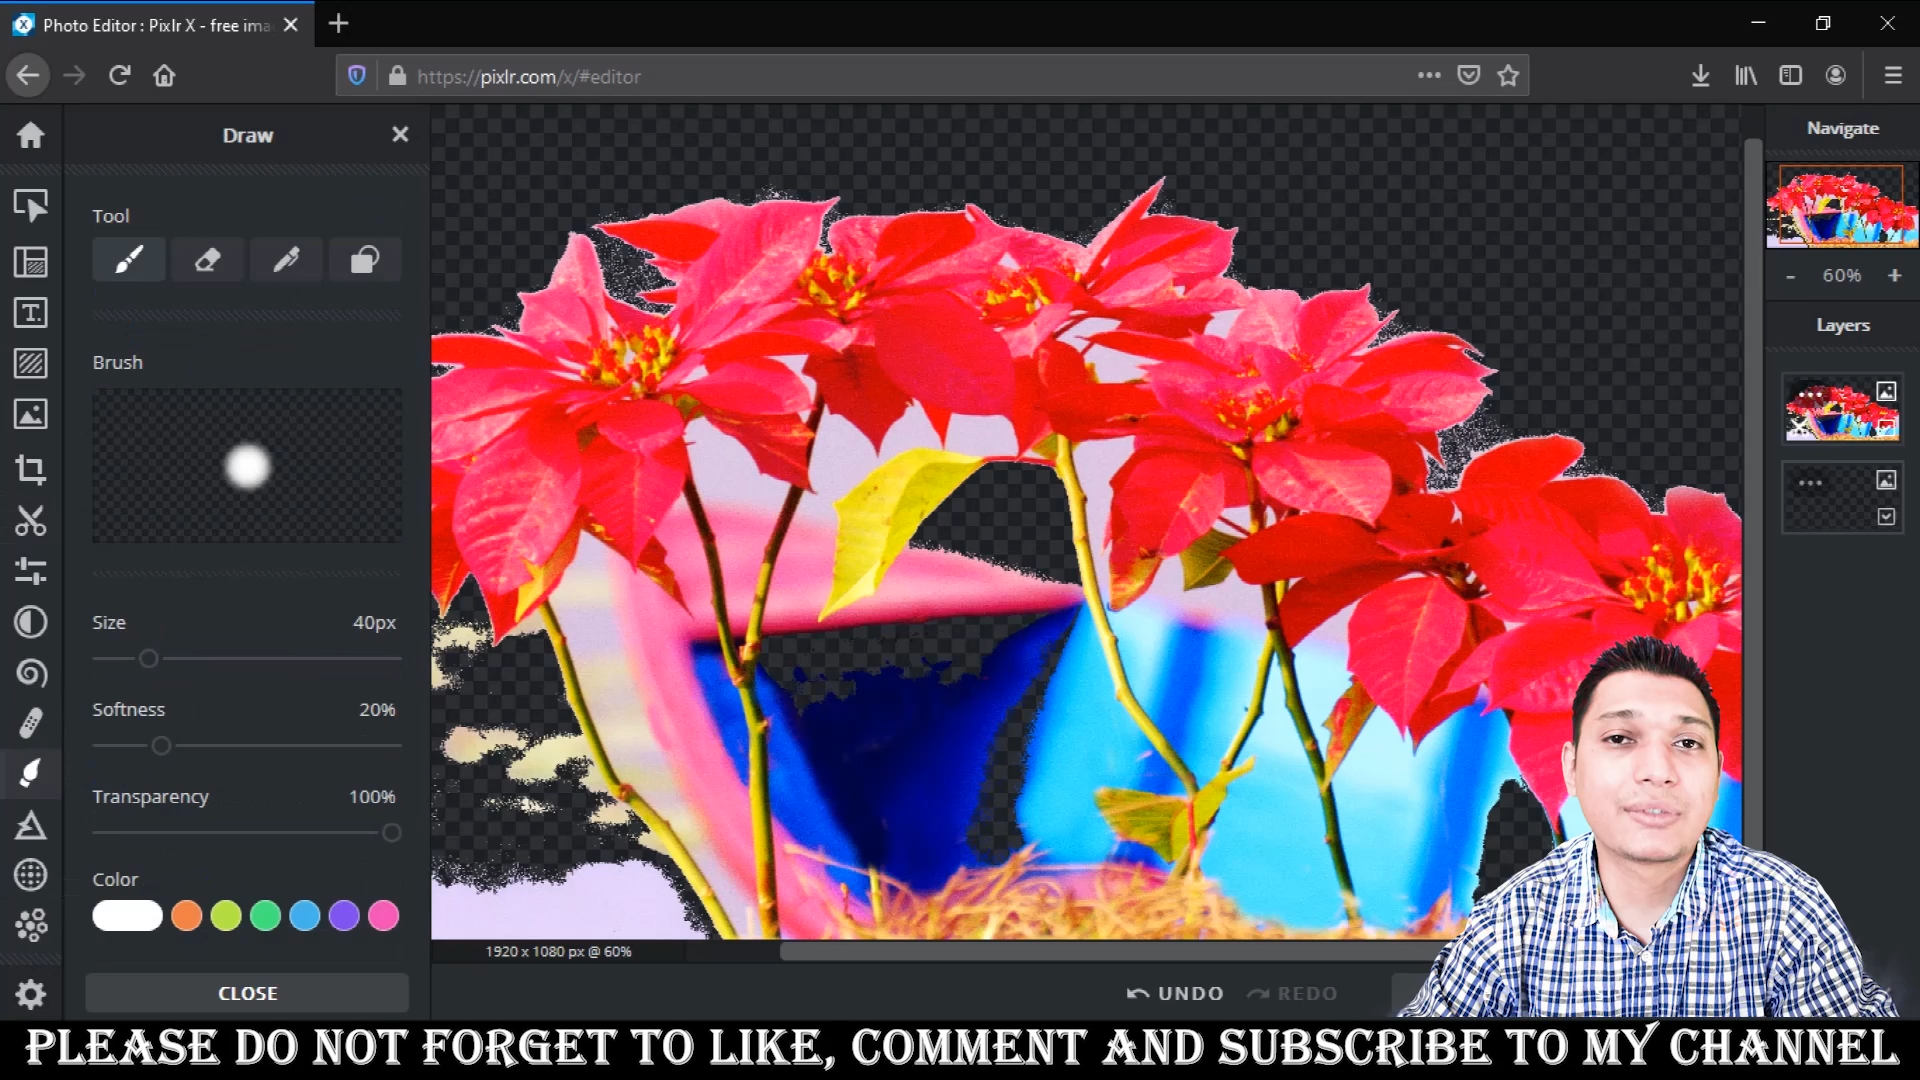 Photo Editor : Pixlr X - free ima
https://pixlr.com/x/#editor
Draw
Navigate
Tool
60%
Layers
Brush
Size 40px
Softness 20%
Transparency 100%
Color
1920 x 1080 px @ 60%
CLOSE
UNDO REDO
PLEASE DO NOT FORGET TO LIKE, COMMENT AND SUBSCRIBE TO MY CHANNEL